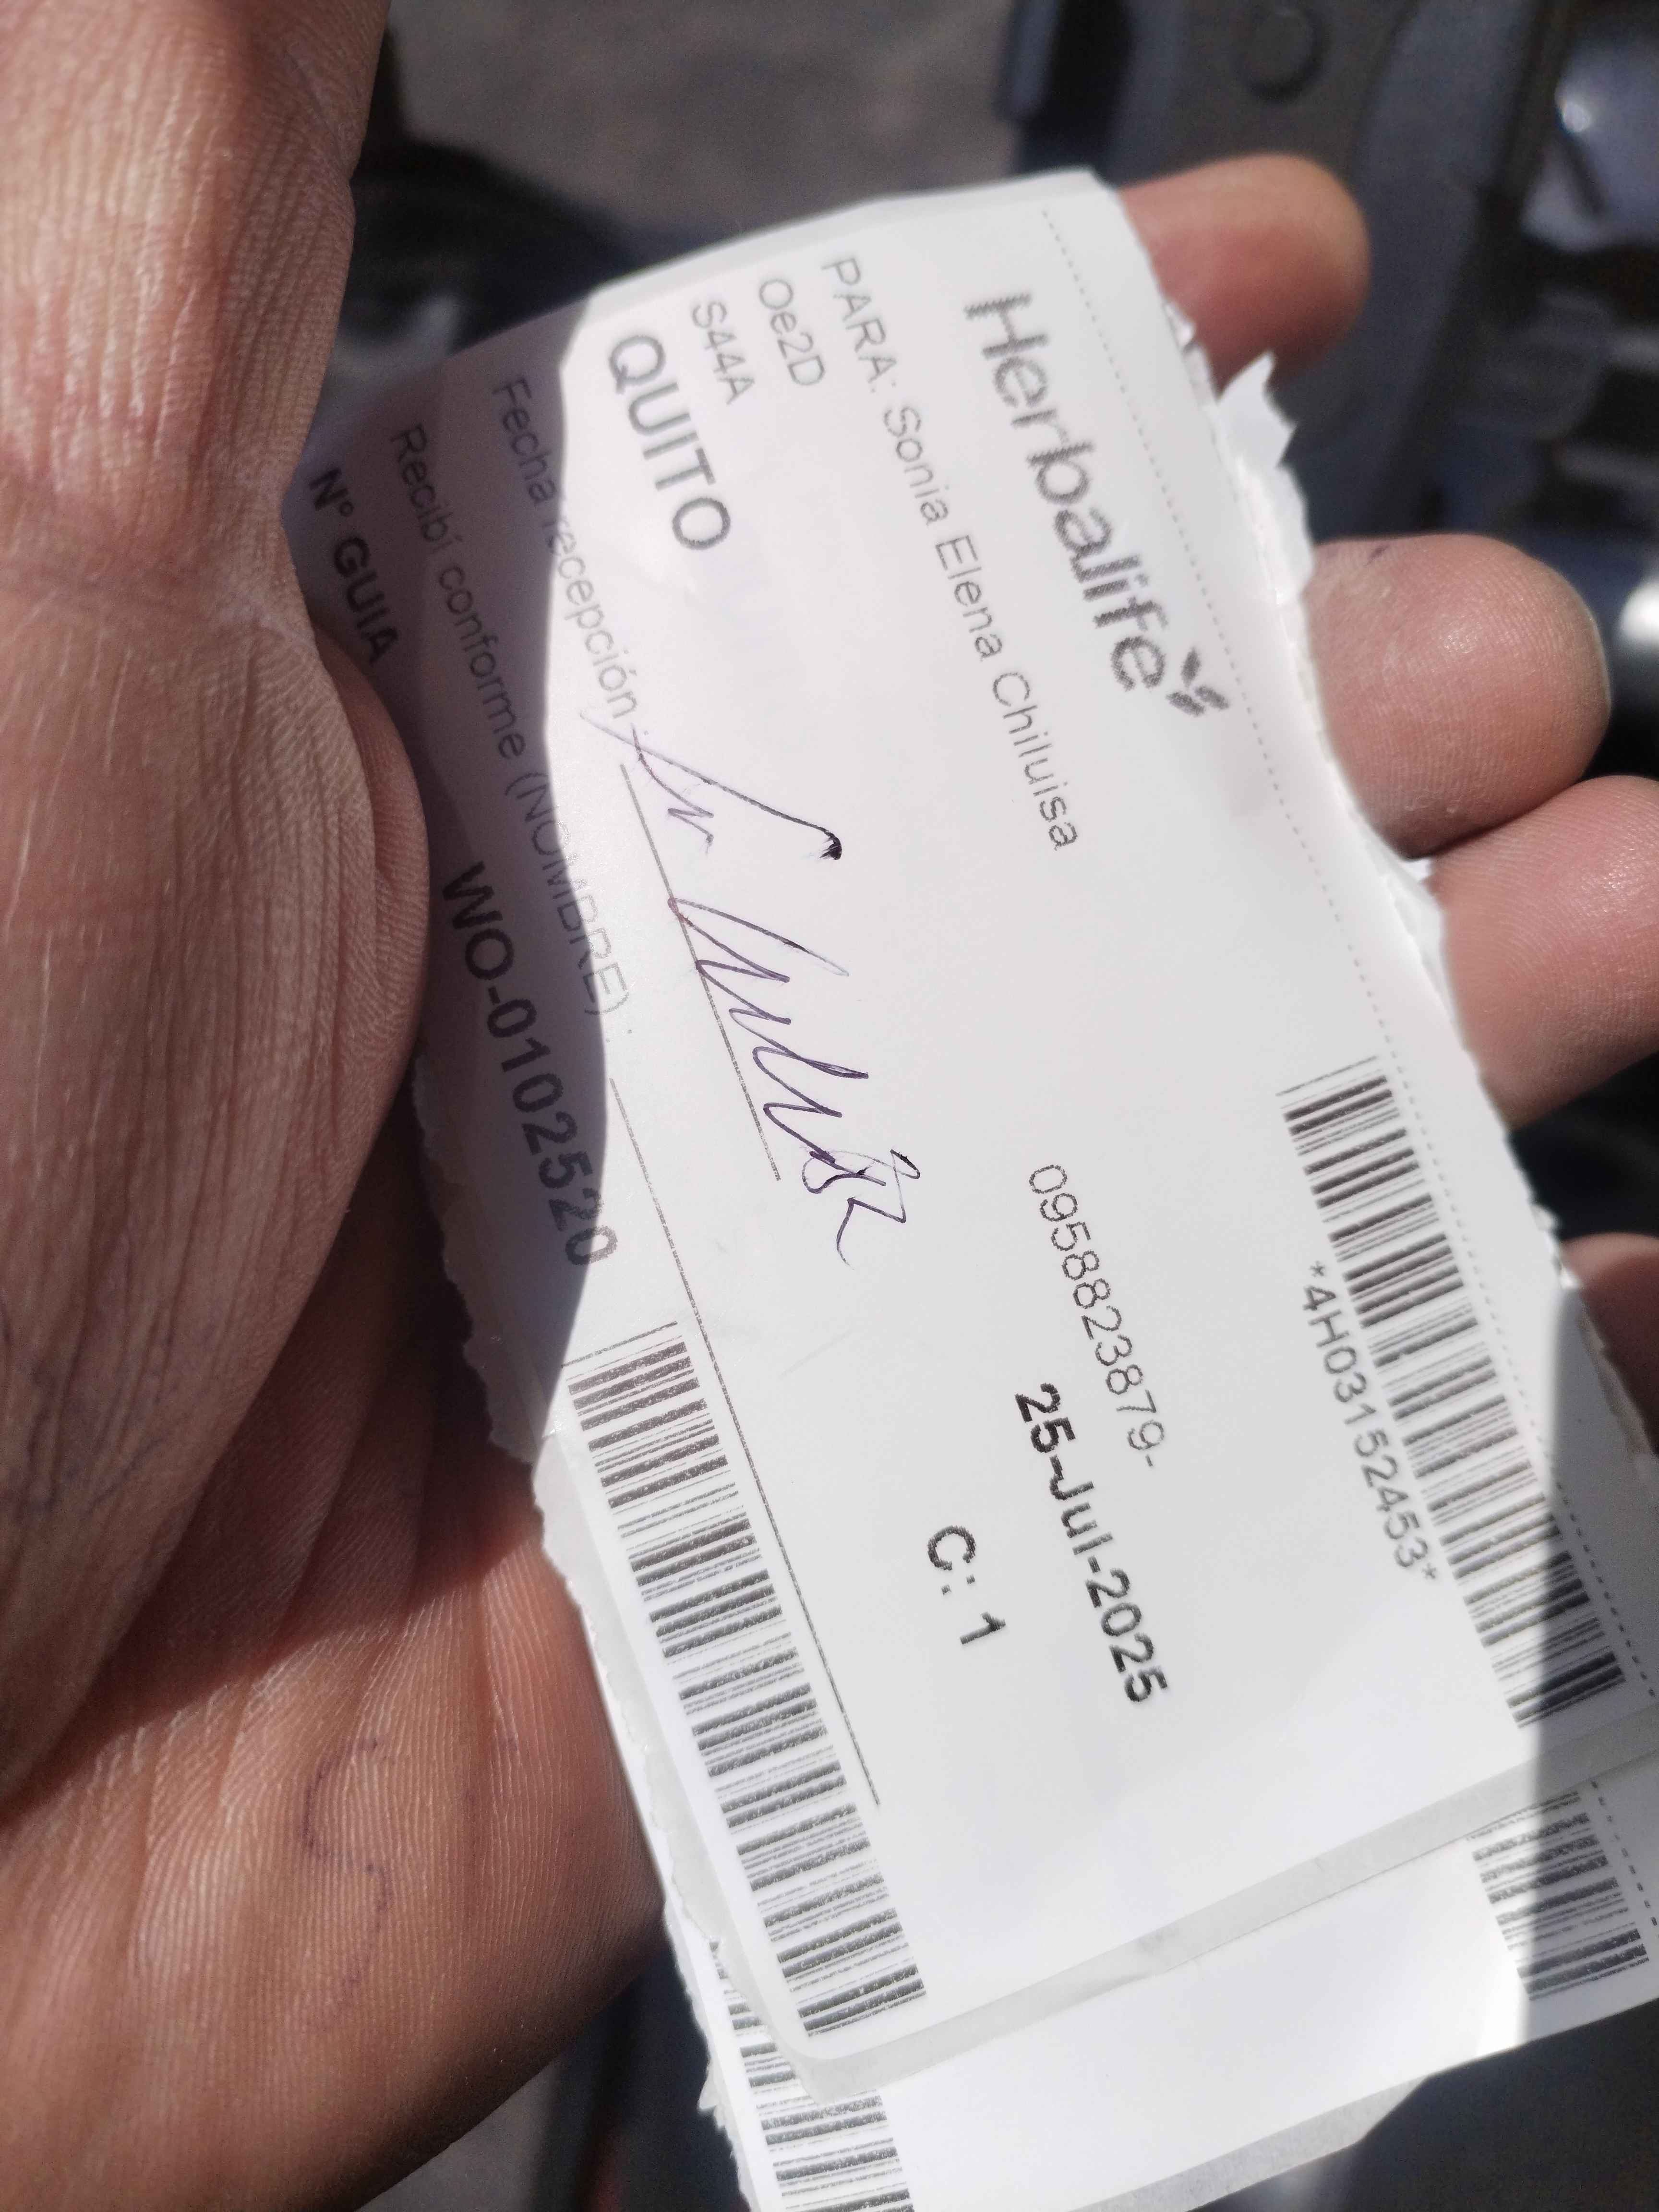 Herbalife
*4H03152453*
PARA: Sonia Elena Chiluisa
0958823879-
Oe2D
25-Jul-2025
S44A
QUITO
C: 1
Fecha recepción:
Recibí conforme (NOMBRE):
N° GUIA
WO-0102520